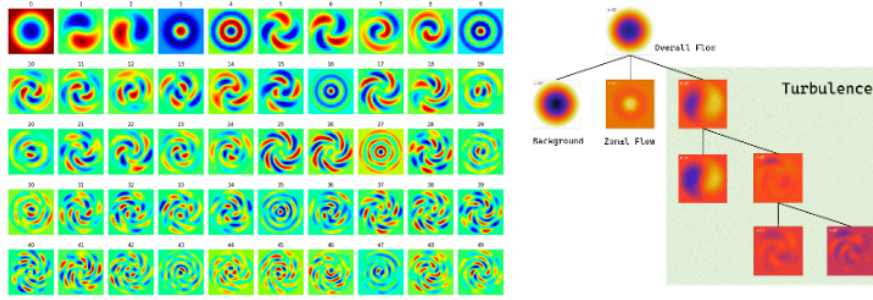 0 1 2 3 4 5 6 7 8 9
10 11 12 13 14 15 16 17 18 19
20 21 22 23 24 25 26 27 28 29
30 31 32 33 34 35 36 37 38 39
40 41 42 43 44 45 46 47 48 49
Overall Flor
Turbulence
Background
Zonal Flow